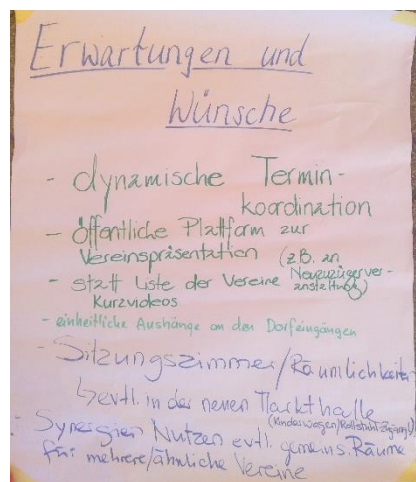 Erwartungen und
Wünsche
- dynamische Termin-
koordination
- öffentliche Plattform zur
Vereinspräsentation (z.B. an
Neuzuzügerver-
- statt Liste der Vereine anstaltung)
Kurzvideos
- einheitliche Aushänge an den Dorfeingängen
- Sitzungszimmer/Räumlichkeiten
↳ evtl. in der neuen Markthalle
(Kinderwagen/Rollstuhl
- Synergien Nutzen evtl. gemeins. Räume
für mehrere/ähnliche Vereine